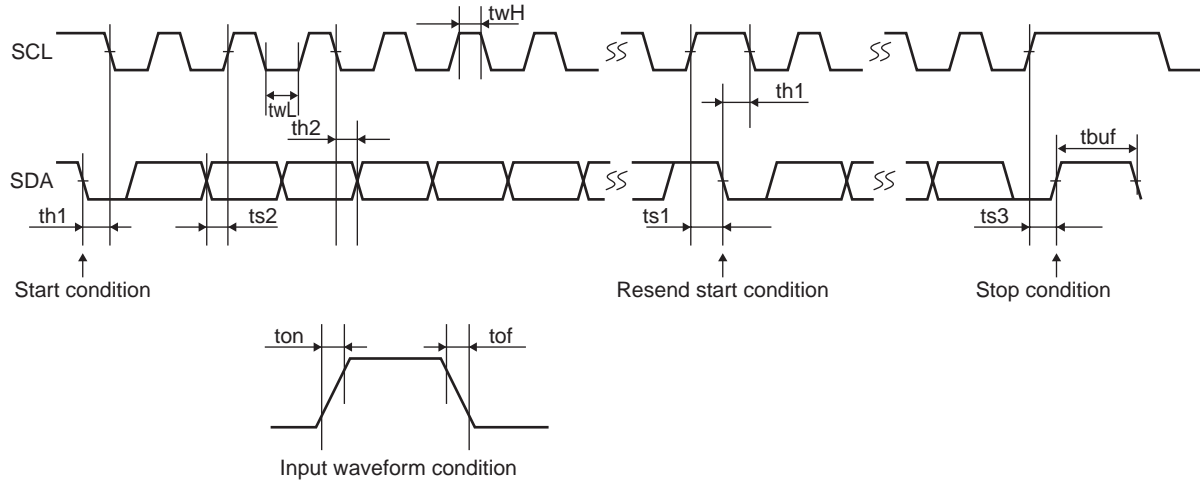 twH
SCL
twL
th1
th2
tbuf
SDA
th1
ts2
ts1
ts3
Start condition
Resend start condition
Stop condition
ton
tof
Input waveform condition